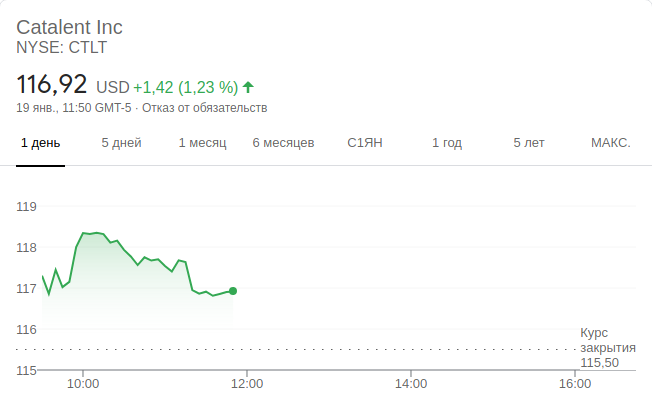 Catalent Inc
NYSE: CTLT
116,92 USD +1,42 (1,23 %)
19 янв., 11:50 GMT-5 · Отказ от обязательств
1 день 5 дней 1 месяц 6 месяцев С1ЯН 1 год 5 лет МАКС.
119
118
117
116
Курс
закрытия
115,50
115
10:00 12:00 14:00 16:00